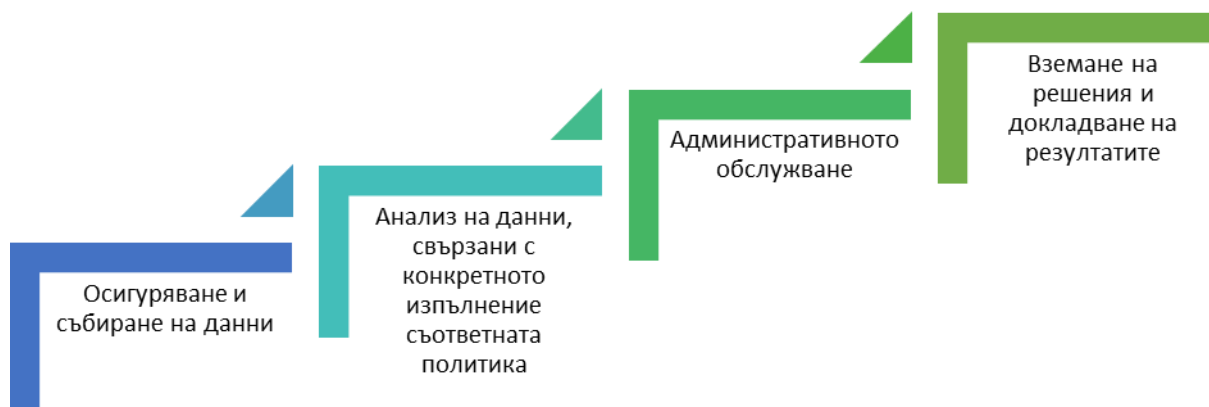 Осигуряване и
събиране на данни
Анализ на данни,
свързани с
конкретното
изпълнение
съответната
политика
Административното
обслужване
Вземане на
решения и
докладване на
резултатите